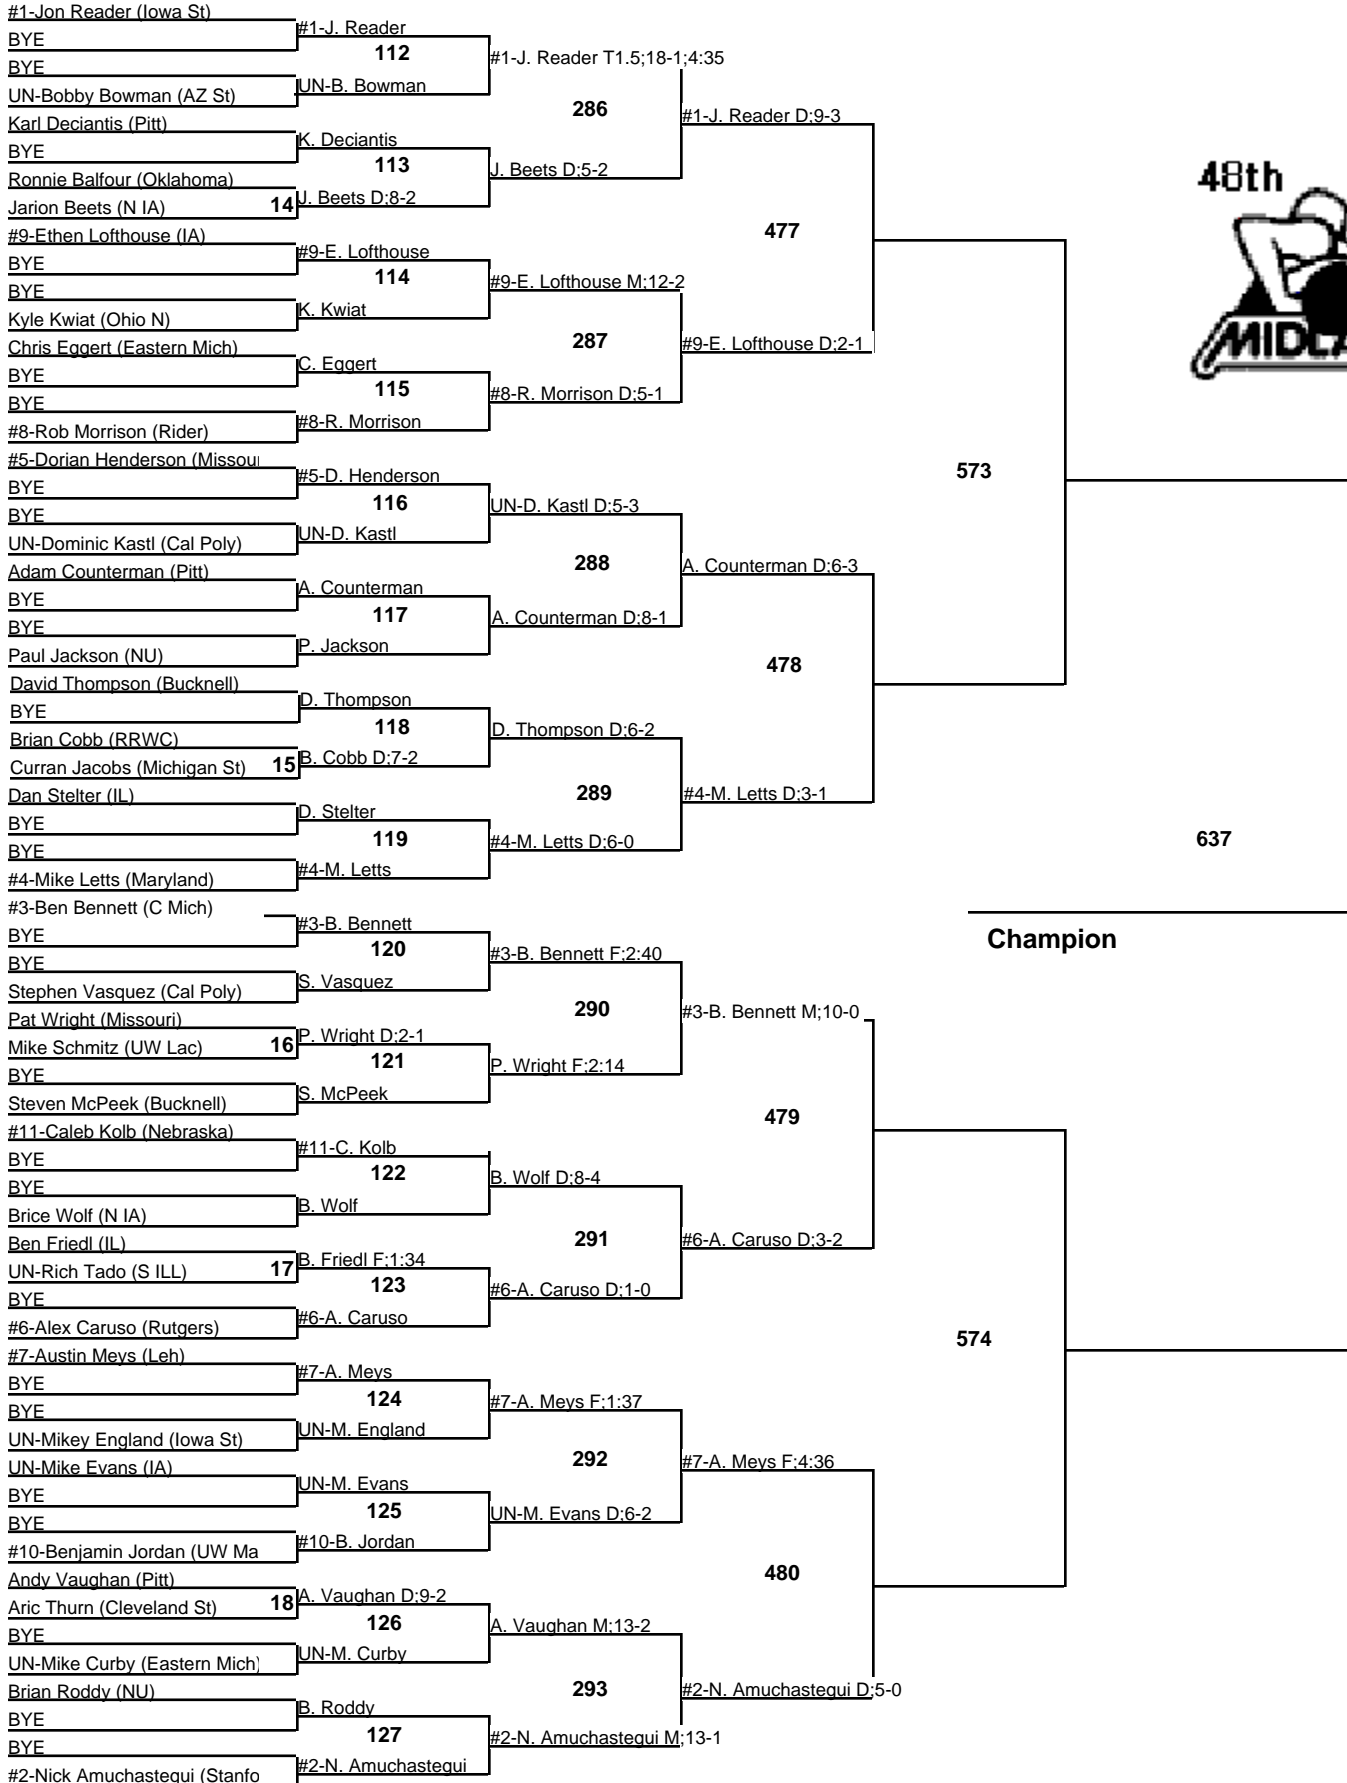 #1-Jon Reader (Iowa St)
BYE
BYE
UN-Bobby Bowman (AZ St)
Karl Deciantis (Pitt)
BYE
Ronnie Balfour (Oklahoma)
Jarion Beets (N IA)
14
#9-Ethen Lofthouse (IA)
BYE
BYE
Kyle Kwiat (Ohio N)
Chris Eggert (Eastern Mich)
BYE
BYE
#8-Rob Morrison (Rider)
#5-Dorian Henderson (Missou
BYE
BYE
UN-Dominic Kastl (Cal Poly)
Adam Counterman (Pitt)
BYE
BYE
Paul Jackson (NU)
David Thompson (Bucknell)
BYE
Brian Cobb (RRWC)
Curran Jacobs (Michigan St)
15
Dan Stelter (IL)
BYE
BYE
#4-Mike Letts (Maryland)
#3-Ben Bennett (C Mich)
BYE
BYE
Stephen Vasquez (Cal Poly)
Pat Wright (Missouri)
Mike Schmitz (UW Lac)
16
BYE
Steven McPeek (Bucknell)
#11-Caleb Kolb (Nebraska)
BYE
BYE
Brice Wolf (N IA)
Ben Friedl (IL)
UN-Rich Tado (S ILL)
17
BYE
#6-Alex Caruso (Rutgers)
#7-Austin Meys (Leh)
BYE
BYE
UN-Mikey England (Iowa St)
UN-Mike Evans (IA)
BYE
BYE
#10-Benjamin Jordan (UW Ma
Andy Vaughan (Pitt)
Aric Thurn (Cleveland St)
18
BYE
UN-Mike Curby (Eastern Mich)
Brian Roddy (NU)
BYE
BYE
#2-Nick Amuchastegui (Stanfo
#1-J. Reader
112
UN-B. Bowman
K. Deciantis
113
J. Beets D;8-2
#9-E. Lofthouse
114
K. Kwiat
C. Eggert
115
#8-R. Morrison
#5-D. Henderson
116
UN-D. Kastl
A. Counterman
117
P. Jackson
D. Thompson
118
B. Cobb D;7-2
D. Stelter
119
#4-M. Letts
#3-B. Bennett
120
S. Vasquez
P. Wright D;2-1
121
S. McPeek
#11-C. Kolb
122
B. Wolf
B. Friedl F;1:34
123
#6-A. Caruso
#7-A. Meys
124
UN-M. England
UN-M. Evans
125
#10-B. Jordan
A. Vaughan D;9-2
126
UN-M. Curby
B. Roddy
127
#2-N. Amuchastegui
#1-J. Reader T1.5;18-1;4:35
286
J. Beets D;5-2
#9-E. Lofthouse M;12-2
287
#8-R. Morrison D;5-1
UN-D. Kastl D;5-3
288
A. Counterman D;8-1
D. Thompson D;6-2
289
#4-M. Letts D;6-0
#3-B. Bennett F;2:40
290
P. Wright F;2:14
B. Wolf D;8-4
291
#6-A. Caruso D;1-0
#7-A. Meys F;1:37
292
UN-M. Evans D;6-2
A. Vaughan M;13-2
293
#2-N. Amuchastegui M;13-1
#1-J. Reader D;9-3
477
#9-E. Lofthouse D;2-1
A. Counterman D;6-3
478
#4-M. Letts D;3-1
#3-B. Bennett M;10-0
479
#6-A. Caruso D;3-2
#7-A. Meys F;4:36
480
#2-N. Amuchastegui D;5-0
573
574
48th
MIDLA
637
Champion